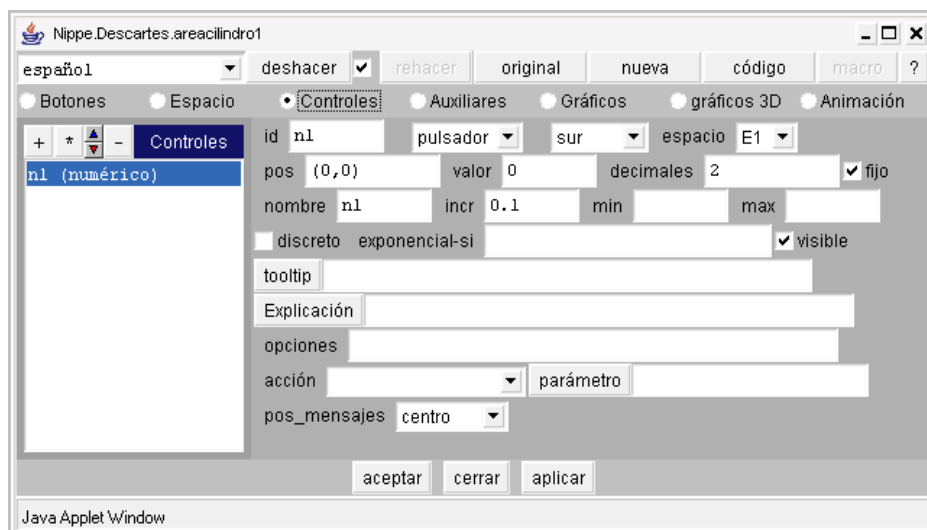 Nippe.Descartes.areacilindro1
español deshacer rehacer original nueva código macro ?
Botones Espacio Controles Auxiliares Gráficos gráficos 3D Animación
+ * - Controles id n1 pulsador sur espacio E1
n1 (numérico) pos (0,0) valor 0 decimales 2 fijo
nombre n1 incr 0.1 min max
discreto exponencial-si visible
tooltip
Explicación
opciones
acción parámetro
pos_mensajes centro
aceptar cerrar aplicar
Java Applet Window